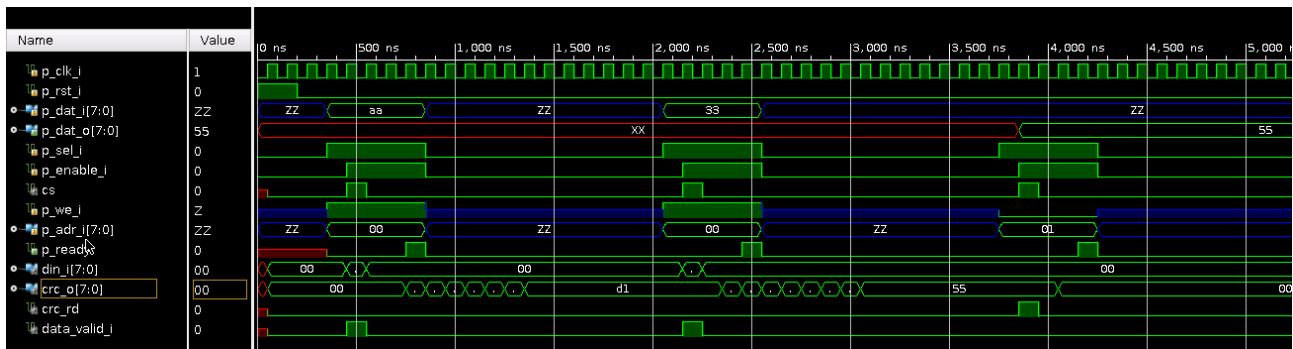 Name Value
0 ns 500 ns 1,000 ns 1,500 ns 2,000 ns 2,500 ns 3,000 ns 3,500 ns 4,000 ns 4,500 ns 5,000
p_clk_i 1
p_rst_i 0
p_dat_i[7:0] ZZ ZZ aa ZZ 33 ZZ
p_dat_o[7:0] 55 XX 55
p_sel_i 0
p_enable_i 0
cs 0
p_we_i Z
p_adr_i[7:0] ZZ ZZ 00 ZZ 00 ZZ 01
p_ready 0
din_i[7:0] 00 00 . 00 . 00
crc_o[7:0] 00 00 . . . . . . d1 . . . . . . . 55 00
crc_rd 0
data_valid_i 0